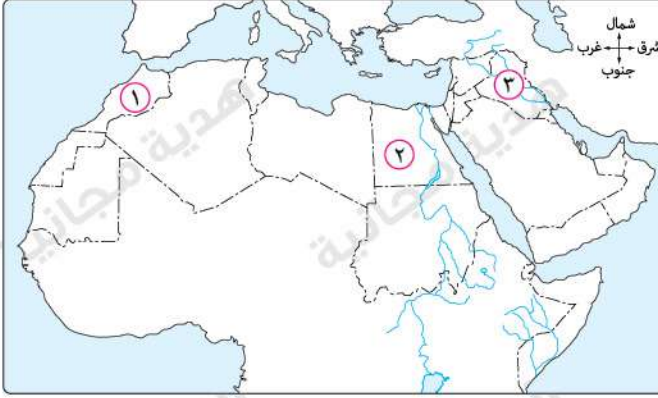 شمال
شرق غرب
جنوب
١
٢
٣
هدية مجانية
هدية مجانية